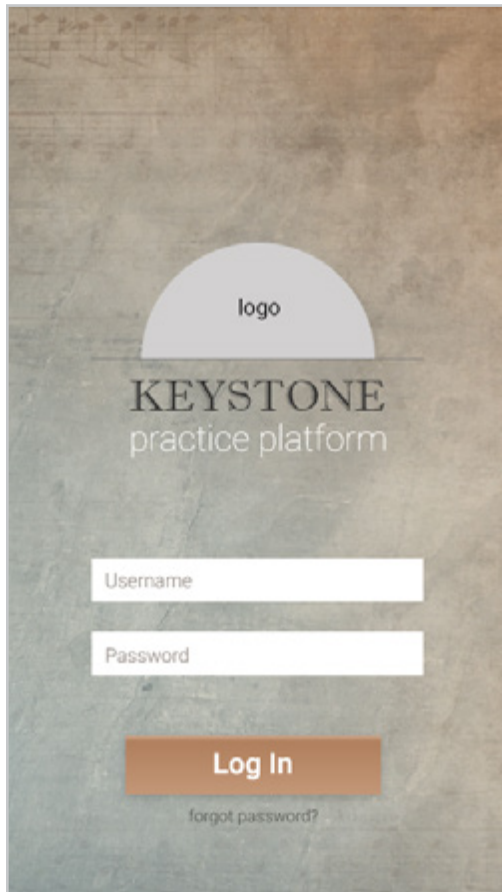 logo
KEYSTONE
practice platform
Username
Password
Log In
forgot password?